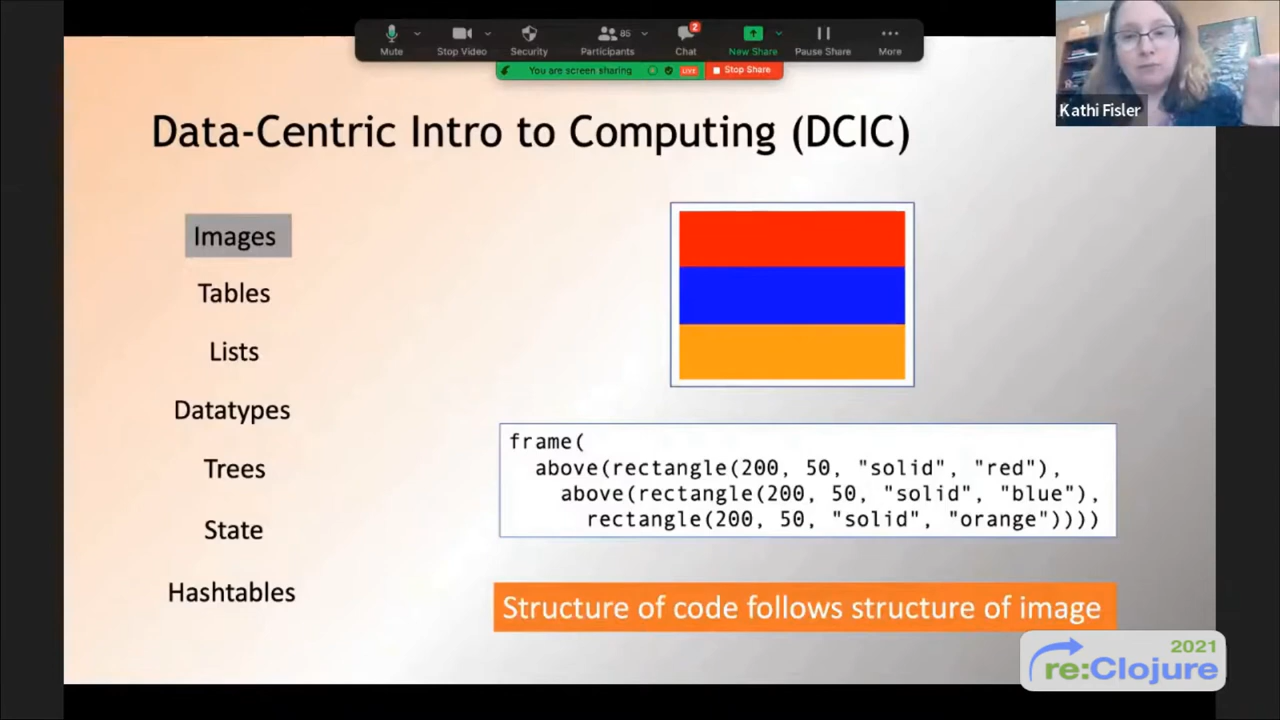 85
2
Mute
Stop Video
Security
Participants
Chat
New Share
Pause Share
More
You are screen sharing
LIVE
Stop Share
Kathi Fisler
Data-Centric Intro to Computing (DCIC)
Images
Tables
Lists
Datatypes
Trees
State
Hashtables
frame(
above(rectangle(200, 50, "solid", "red"),
above(rectangle(200, 50, "solid", "blue"),
rectangle(200, 50, "solid", "orange"))))
Structure of code follows structure of image
2021
re:Clojure